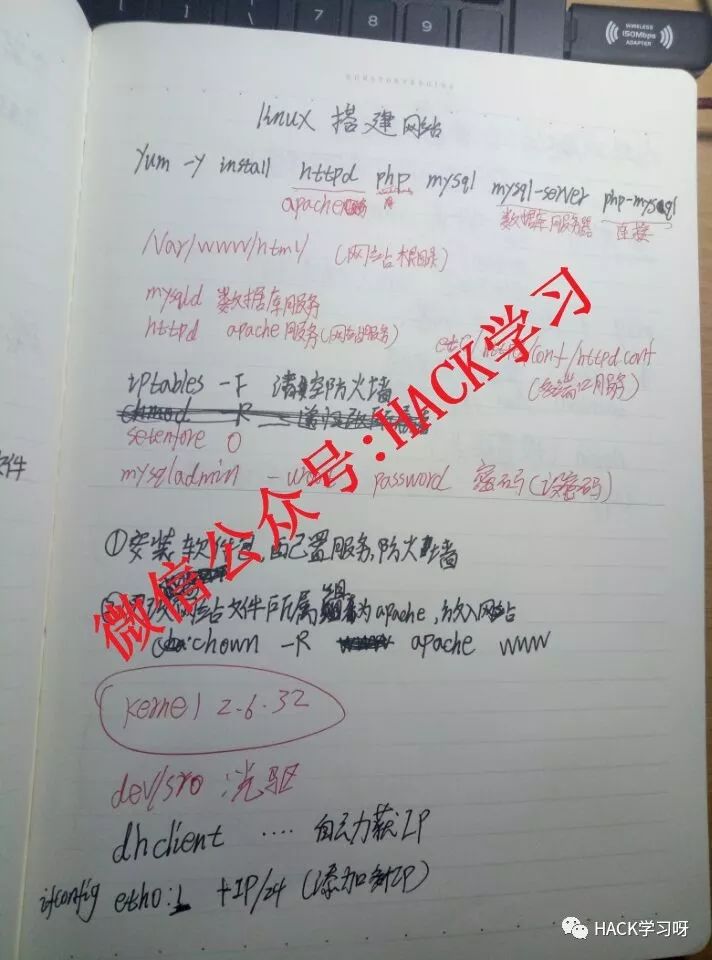 7
8
9
WIRELESS
150Mbps
ADAPTER
linux 搭建网站
yum -y install httpd php mysql mysql-server php-mysql
apache服务 数据库服务器 连接
/var/www/html/ (网站根目录)
mysqld 数据库服务
httpd apache服务(网站服务)
etc/httpd/conf/httpd.conf
(终端口服务)
iptables -F 清空防火墙
chmod -R
setenfore 0
mysqladmin password 密码(设密码)
①安装软件包 配置服务,防火墙
网站文件 所属组为apache,放入网站
chown -R apache www
kernel 2.6.32
dev/sr0:光驱
dhclient .... 自动获IP
ifconfig eth0:1 +IP/24 (添加多IP)
文件
微信公众号:HACK学习
HACK学习呀